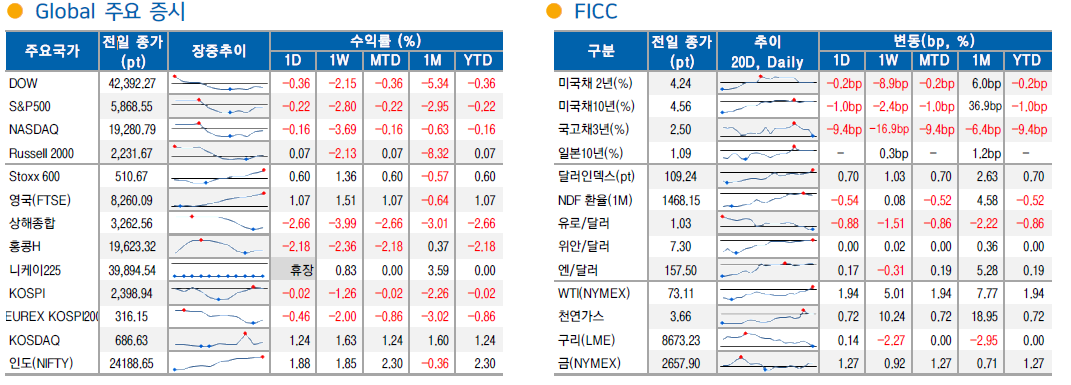 Global 주요 증시
주요국가 전일 종가 (pt) 장중추이 수익률 (%)
1D 1W MTD 1M YTD
DOW 42,392.27 -0.36 -2.15 -0.36 -5.34 -0.36
S&P500 5,868.55 -0.22 -2.80 -0.22 -2.95 -0.22
NASDAQ 19,280.79 -0.16 -3.69 -0.16 -0.63 -0.16
Russell 2000 2,231.67 0.07 -2.13 0.07 -8.32 0.07
Stoxx 600 510.67 0.60 1.36 0.60 -0.57 0.60
영국(FTSE) 8,260.09 1.07 1.51 1.07 -0.64 1.07
상해종합 3,262.56 -2.66 -3.99 -2.66 -3.01 -2.66
홍콩H 19,623.32 -2.18 -2.36 -2.18 0.37 -2.18
니케이225 39,894.54 휴장 0.83 0.00 3.59 0.00
KOSPI 2,398.94 -0.02 -1.26 -0.02 -2.26 -0.02
EUREX KOSPI200 316.15 -0.46 -2.00 -0.86 -3.02 -0.86
KOSDAQ 686.63 1.24 1.63 1.24 1.60 1.24
인도(NIFTY) 24188.65 1.88 1.85 2.30 -0.36 2.30
FICC
구분 전일 종가 (pt) 추이 20D, Daily 변동(bp, %)
1D 1W MTD 1M YTD
미국채 2년(%) 4.24 -0.2bp -8.9bp -0.2bp 6.0bp -0.2bp
미국채10년(%) 4.56 -1.0bp -2.4bp -1.0bp 36.9bp -1.0bp
국고채3년(%) 2.50 -9.4bp -16.9bp -9.4bp -6.4bp -9.4bp
일본10년(%) 1.09 - 0.3bp - 1.2bp -
달러인덱스(pt) 109.24 0.70 1.03 0.70 2.63 0.70
NDF 환율(1M) 1468.15 -0.54 0.08 -0.52 4.58 -0.52
유로/달러 1.03 -0.88 -1.51 -0.86 -2.22 -0.86
위안/달러 7.30 0.00 0.02 0.00 0.36 0.00
엔/달러 157.50 0.17 -0.31 0.19 5.28 0.19
WTI(NYMEX) 73.11 1.94 5.01 1.94 7.77 1.94
천연가스 3.66 0.72 10.24 0.72 18.95 0.72
구리(LME) 8673.23 0.14 -2.27 0.00 -2.95 0.00
금(NYMEX) 2657.90 1.27 0.92 1.27 0.71 1.27